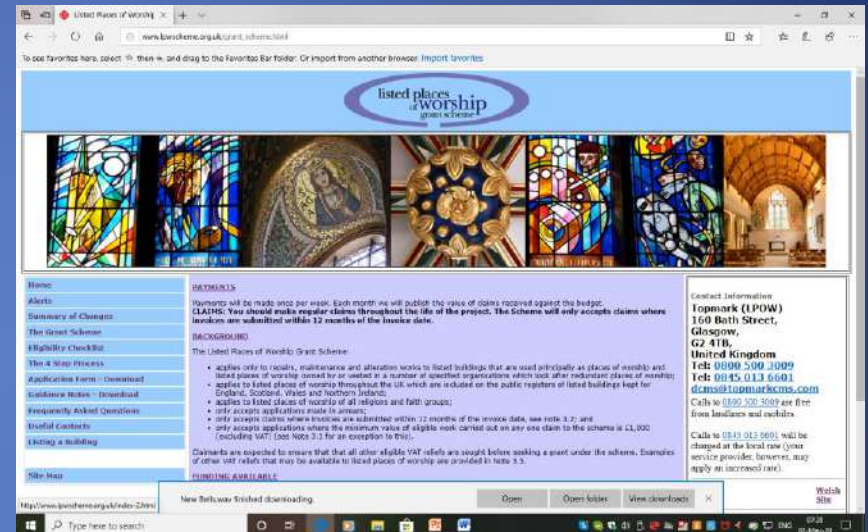 Listed Places of Worship
www.lpwscheme.org.uk/grant_scheme.html
To see favorites here, select ☆ then ☆, and drag to the Favorites Bar folder. Or import from another browser. Import favorites
listed places
of worship
grant scheme
Home
Alerts
Summary of Changes
The Grant Scheme
Eligibility Checklist
The 4 Step Process
Application Form - Download
Guidance Notes - Download
Frequently Asked Questions
Useful Contacts
Listing a Building
Site Map
PAYMENTS
Payments will be made once per week. Each month we will publish the value of claims received against the budget.
CLAIMS: You should make regular claims throughout the life of the project. The Scheme will only accepts claims where
invoices are submitted within 12 months of the invoice date.
BACKGROUND
The Listed Places of Worship Grant Scheme
• applies only to repairs, maintenance and alteration works to listed buildings that are used principally as places of worship and
listed places of worship owned by or vested in a number of specified organisations which look after redundant places of worship;
• applies to listed places of worship throughout the UK which are included on the public registers of listed buildings kept for
England, Scotland, Wales and Northern Ireland;
• applies to listed places of worship of all religions and faith groups;
• only accepts applications made in arrears;
• only accepts claims where invoices are submitted within 12 months of the invoice date, see note 3.2; and
• only accepts applications where the minimum value of eligible work carried out on any one claim to the scheme is £1,000
(excluding VAT) (see Note 3.1 for an exception to this).
Claimants are expected to ensure that that all other eligible VAT reliefs are sought before seeking a grant under the scheme. Examples
of other VAT reliefs that may be available to listed places of worship are provided in note 3.5.
FUNDING AVAILABLE
Contact Information
Topmark (LPOW)
160 Bath Street,
Glasgow,
G2 4TB,
United Kingdom
Tel: 0800 500 3009
Tel: 0845 013 6601
dcms@topmarkcms.com
Calls to 0800 500 3009 are free
from landlines and mobiles
Calls to 0845 013 6601 will be
charged at the local rate (your
service provider, however, may
apply an increased rate).
Welsh
Site
http://www.lpwscheme.org.uk/index-2.html
New Bells.wav finished downloading.
Open
Open folder
View downloads
Type here to search
ENG
07:28